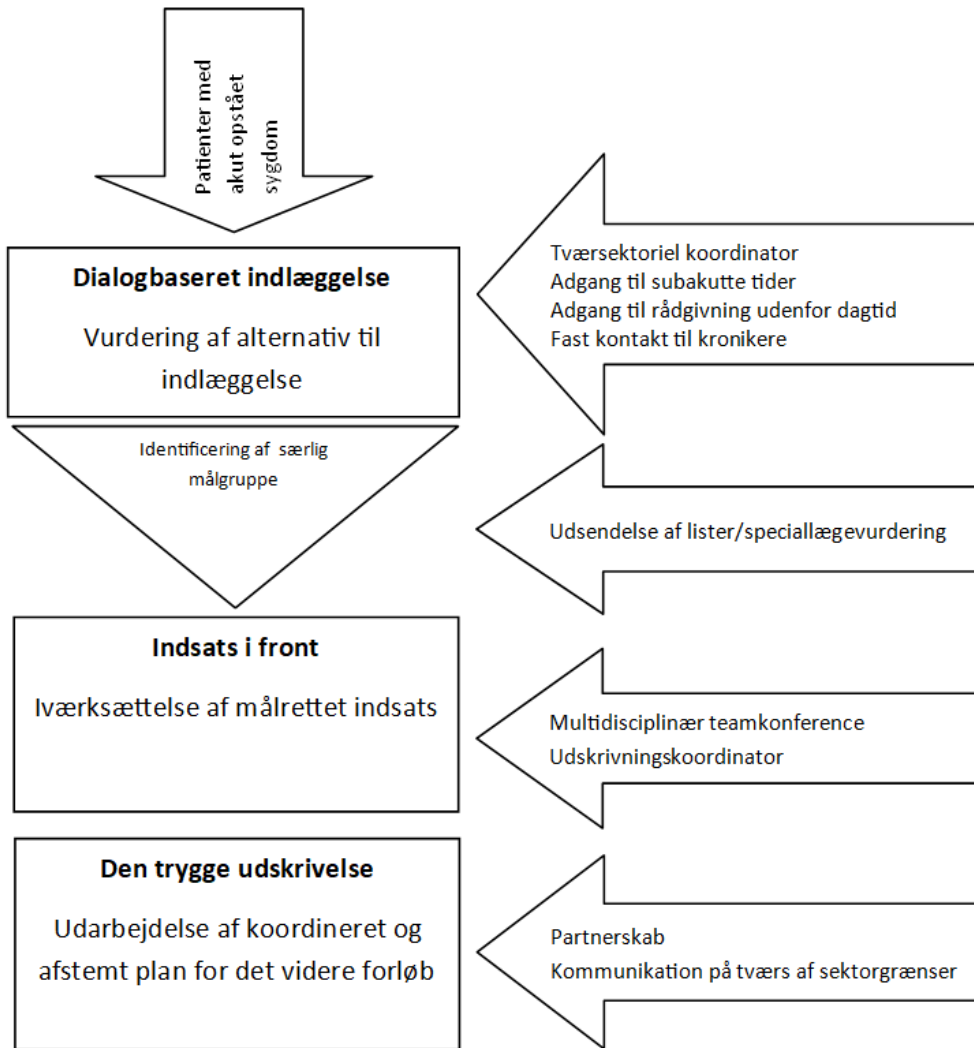 Patienter med
akut opstået
sygdom
Dialogbaseret indlæggelse
Vurdering af alternativ til
indlæggelse
Tværsektoriel koordinator
Adgang til subakutte tider
Adgang til rådgivning udenfor dagtid
Fast kontakt til kronikere
Identificering af særlig
målgruppe
Udsendelse af lister/speciallægevurdering
Indsats i front
Iværksættelse af målrettet indsats
Multidisciplinær teamkonference
Udskrivningskoordinator
Den trygge udskrivelse
Udarbejdelse af koordineret og
afstemt plan for det videre forløb
Partnerskab
Kommunikation på tværs af sektorgrænser